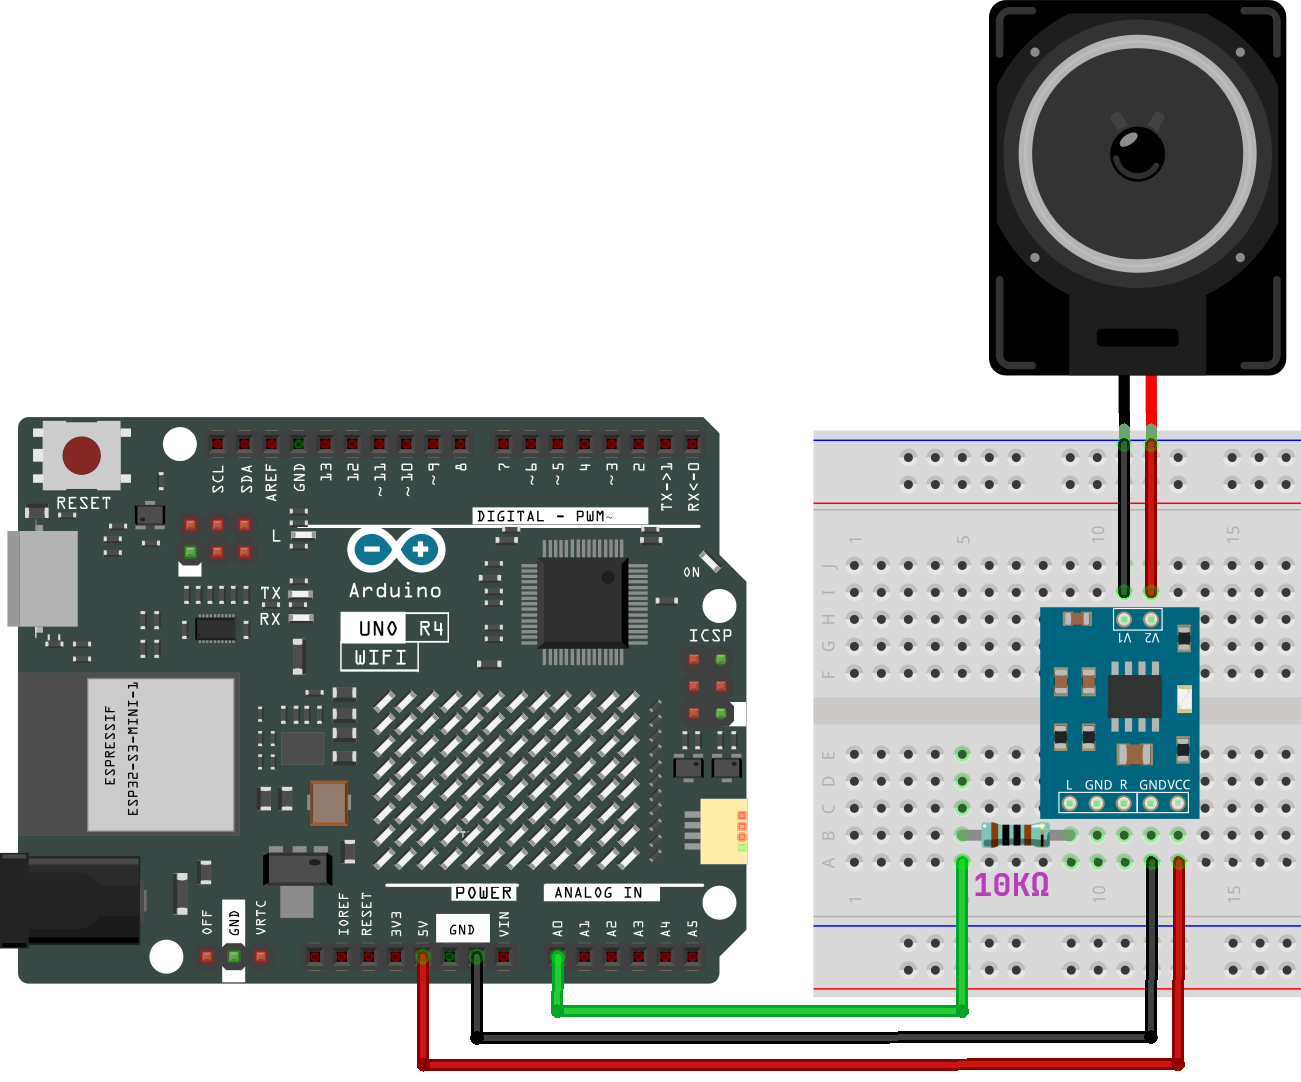 RESET
SCL
SDA
AREF
GND
13
12
~11
~10
~9
8
7
~6
~5
4
~3
2
TX->1
RX<-0
DIGITAL - PWM~
L
TX
RX
Arduino
UNO R4
WIFI
ON
ICSP
ESPRESSIF
ESP32-S3-MINI-1
POWER
ANALOG IN
OFF
GND
VRTC
IOREF
RESET
3V3
5V
GND
VIN
A0
A1
A2
A3
A4
A5
1
5
10
15
J
I
H
G
F
V1
V2
E
D
C
B
A
L GND R GND VCC
10KΩ
1
10
15